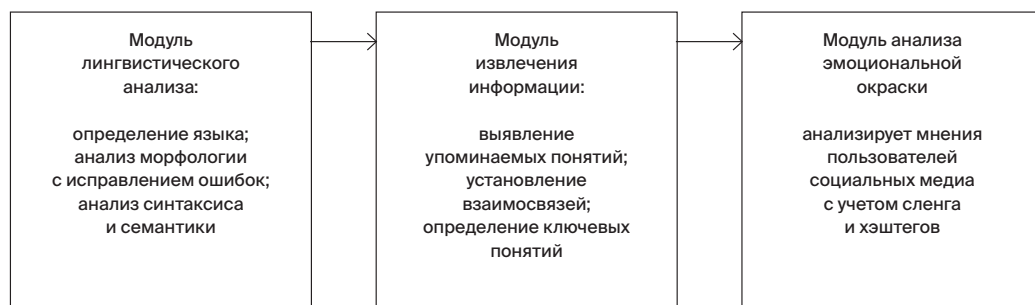 Модуль
лингвистического
анализа:
определение языка;
анализ морфологии
с исправлением ошибок;
анализ синтаксиса
и семантики
Модуль
извлечения
информации:
выявление
упоминаемых понятий;
установление
взаимосвязей;
определение ключевых
понятий
Модуль анализа
эмоциональной
окраски
анализирует мнения
пользователей
социальных медиа
с учетом сленга
и хэштегов